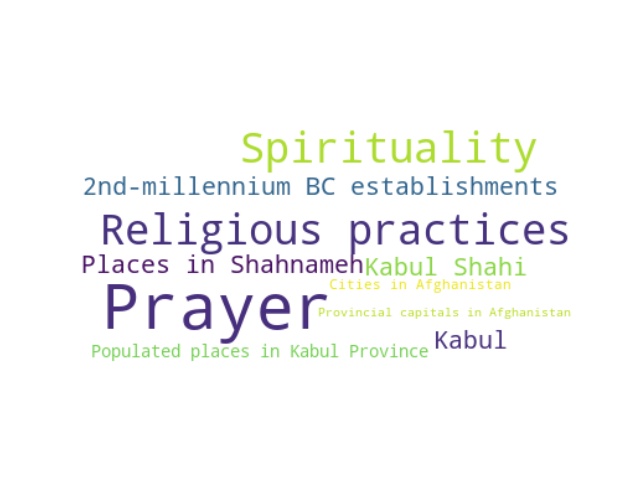 Spirituality
2nd-millennium BC establishments
Religious practices
Places in Shahnameh
Kabul Shahi
Cities in Afghanistan
Prayer
Provincial capitals in Afghanistan
Kabul
Populated places in Kabul Province